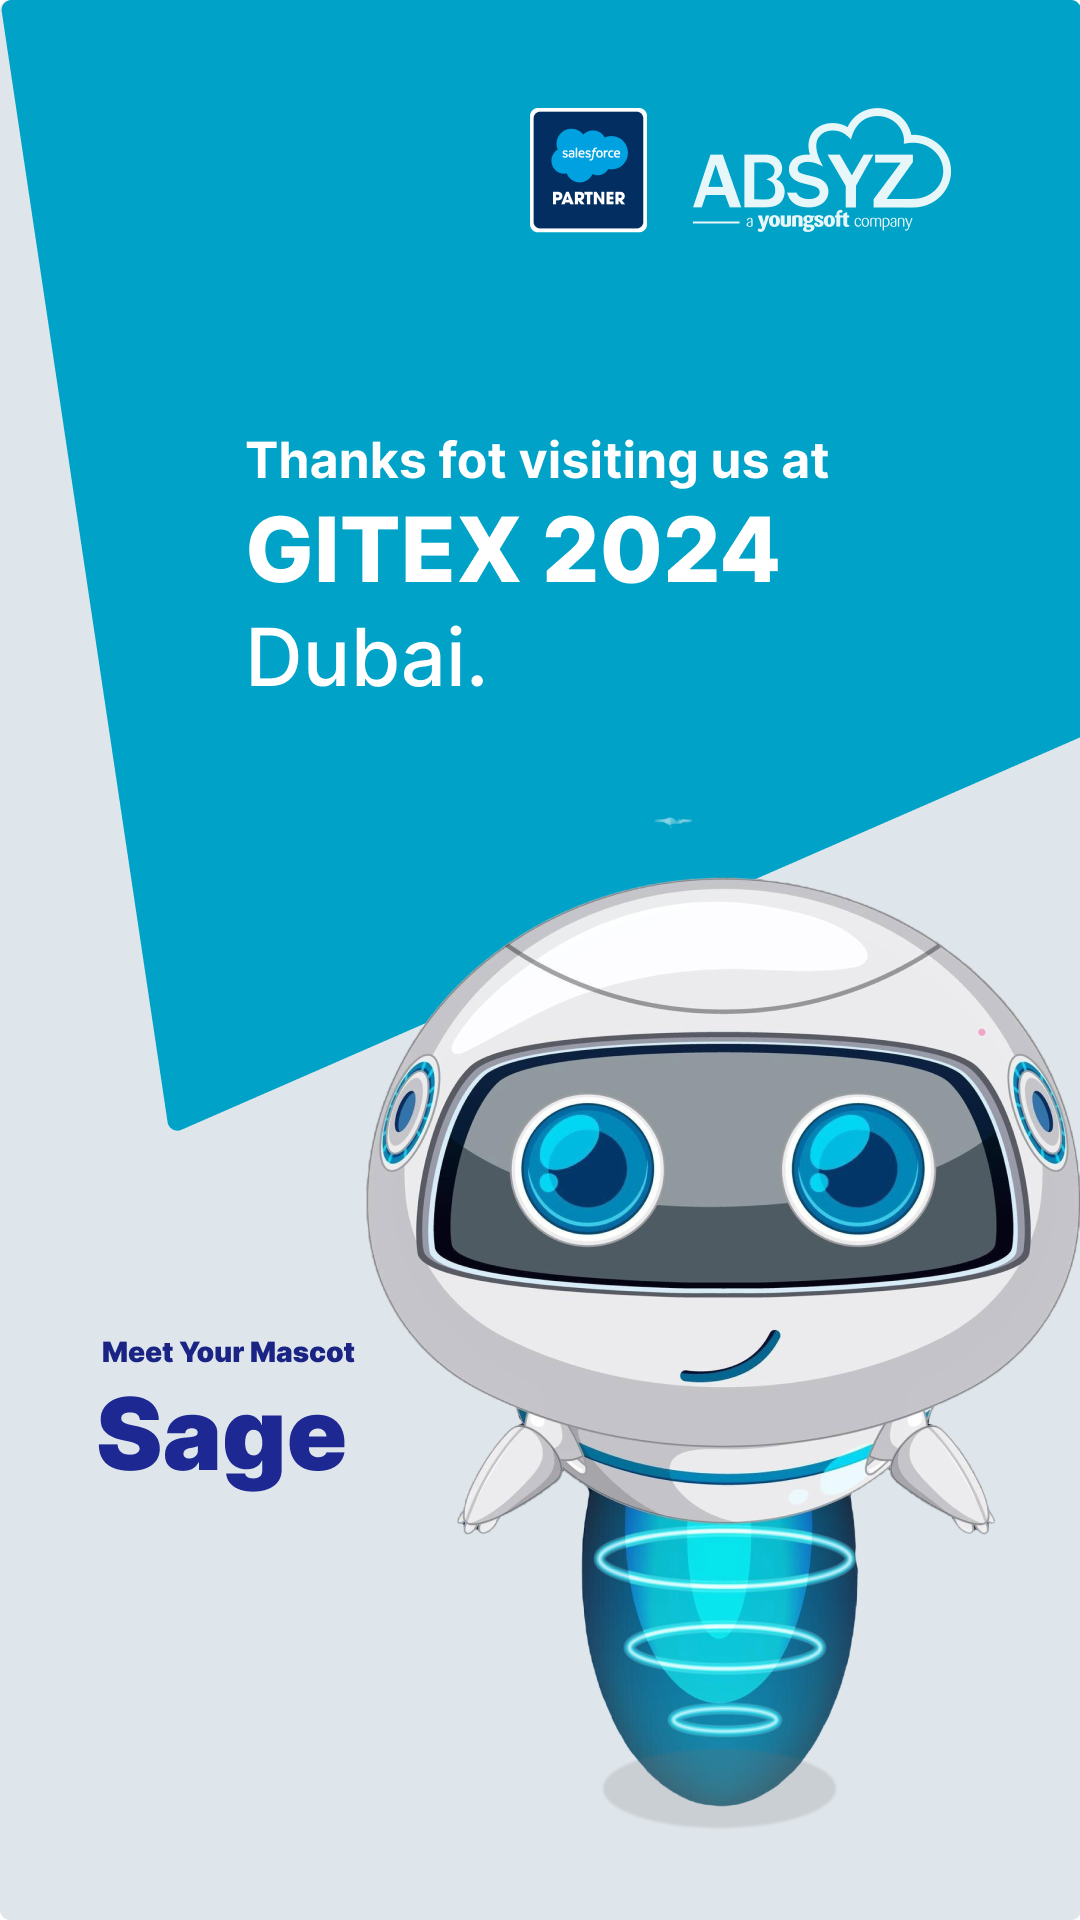 salesforce
PARTNER
ABSYZ
a youngsoft company
Thanks fot visiting us at
GITEX 2024
Dubai.
Meet Your Mascot
Sage